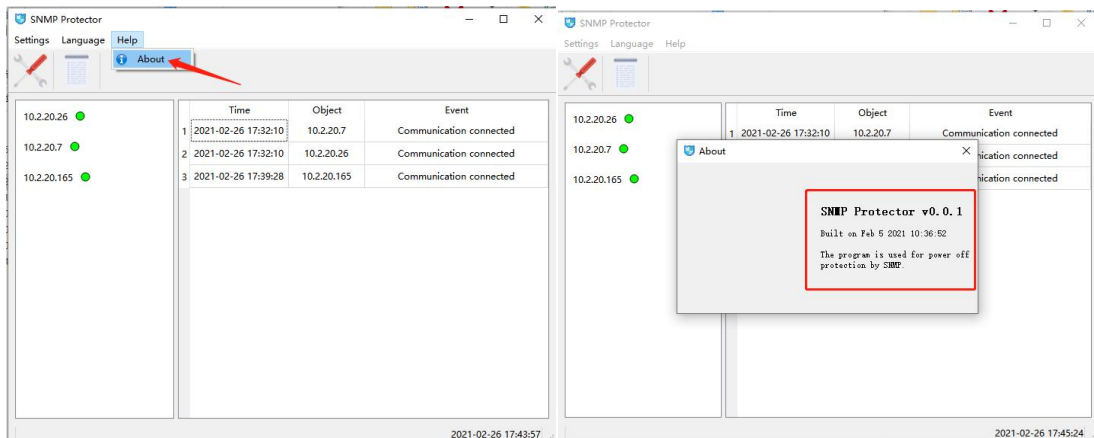 SNMP Protector
Settings Language Help
About
10.2.20.26
10.2.20.7
10.2.20.165
Time Object Event
1 2021-02-26 17:32:10 10.2.20.7 Communication connected
2 2021-02-26 17:32:10 10.2.20.26 Communication connected
3 2021-02-26 17:39:28 10.2.20.165 Communication connected
2021-02-26 17:43:57
SNMP Protector
Settings Language Help
10.2.20.26
10.2.20.7
10.2.20.165
Time Object Event
1 2021-02-26 17:32:10 10.2.20.7 Communication connected
nication connected
nication connected
About
SNMP Protector v0.0.1
Built on Feb 5 2021 10:36:52
The program is used for power off
protection by SNMP.
2021-02-26 17:45:24